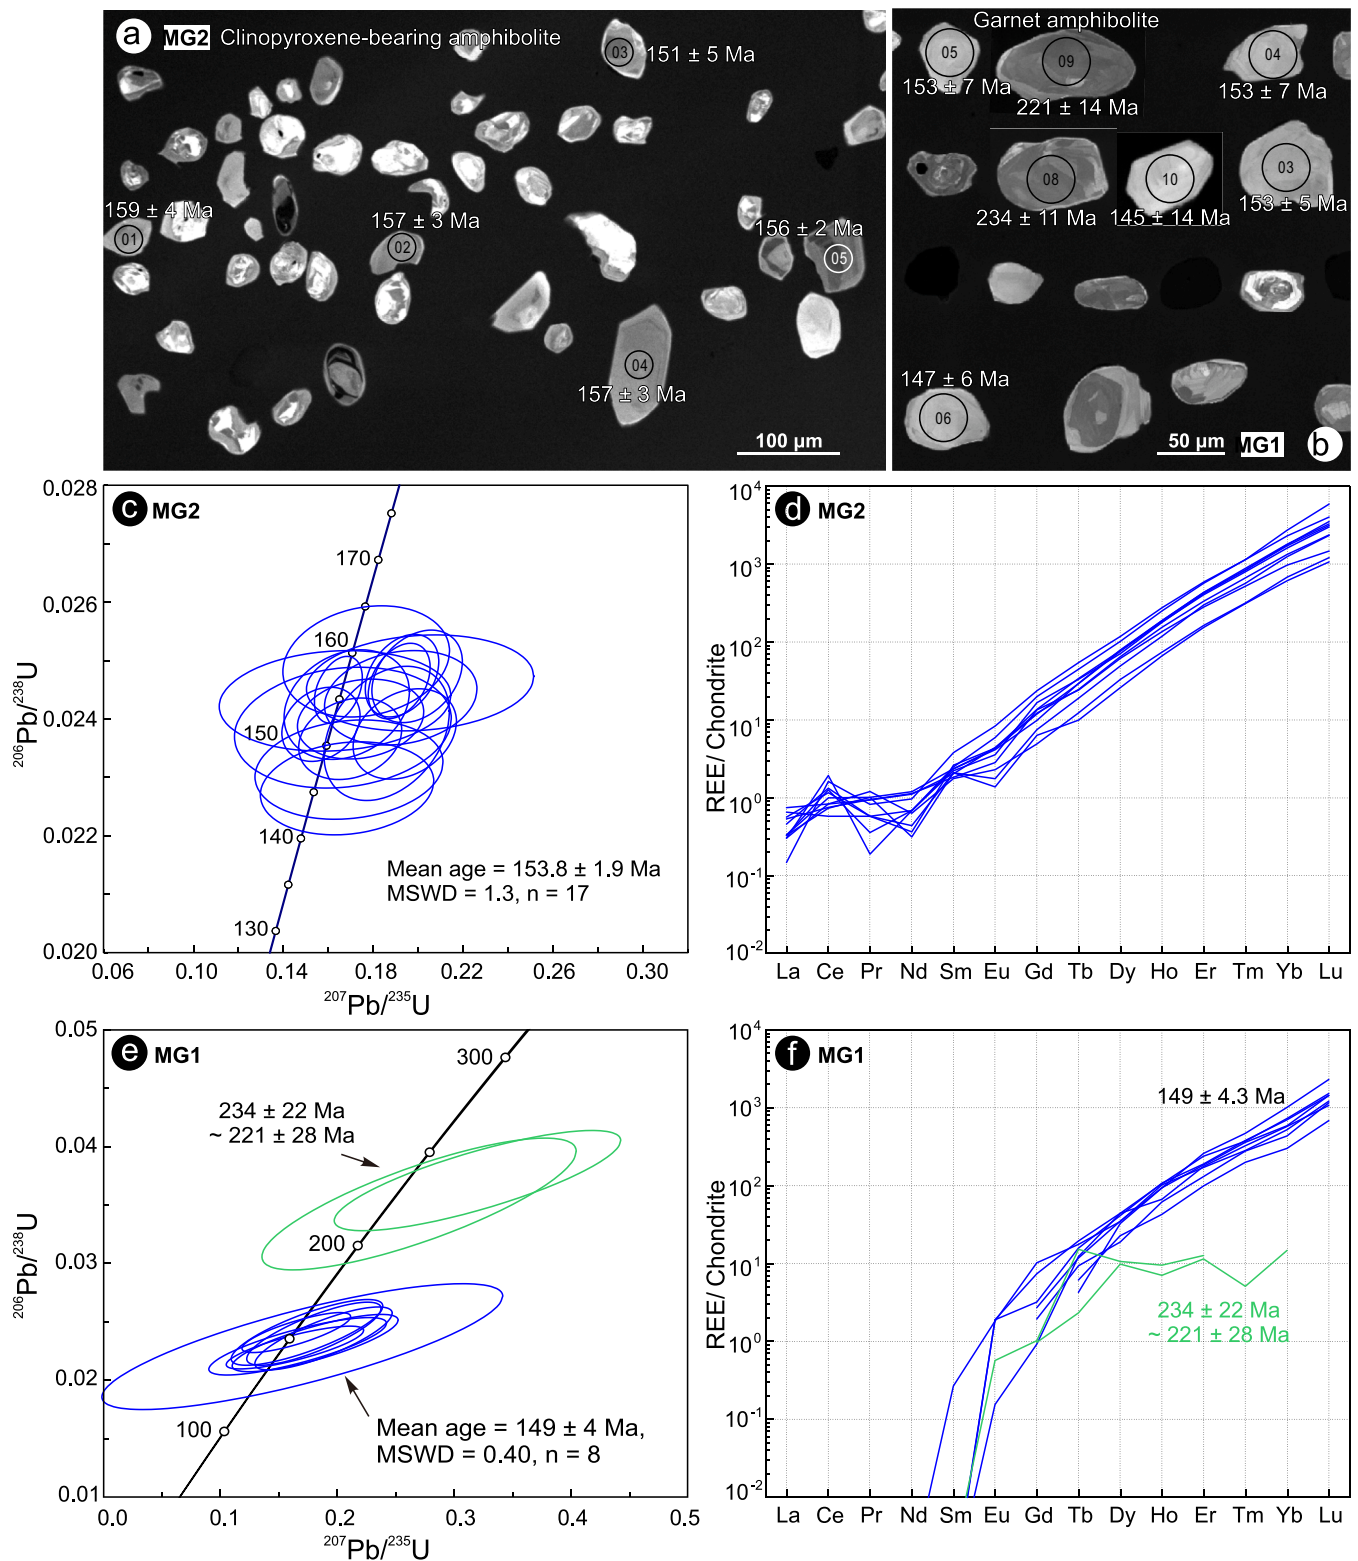 a MG2 Clinopyroxene-bearing amphibolite
03 151 ± 5 Ma
159 ± 4 Ma
01
157 ± 3 Ma
02
156 ± 2 Ma
05
04
157 ± 3 Ma
100 µm
Garnet amphibolite
05
153 ± 7 Ma
09
221 ± 14 Ma
04
153 ± 7 Ma
08
234 ± 11 Ma
10
145 ± 14 Ma
03
153 ± 5 Ma
147 ± 6 Ma
06
50 µm MG1 b
c MG2
0.028
0.026
0.024
0.022
0.020
206Pb/238U
170
160
150
140
130
Mean age = 153.8 ± 1.9 Ma
MSWD = 1.3, n = 17
0.06 0.10 0.14 0.18 0.22 0.26 0.30
207Pb/235U
d MG2
10^4
10^3
10^2
10^1
10^0
10^-1
10^-2
REE/ Chondrite
La Ce Pr Nd Sm Eu Gd Tb Dy Ho Er Tm Yb Lu
e MG1
0.05
0.04
0.03
0.02
0.01
206Pb/238U
300
234 ± 22 Ma
~ 221 ± 28 Ma
200
100
Mean age = 149 ± 4 Ma,
MSWD = 0.40, n = 8
0.0 0.1 0.2 0.3 0.4 0.5
207Pb/235U
f MG1
10^4
10^3
10^2
10^1
10^0
10^-1
10^-2
REE/ Chondrite
149 ± 4.3 Ma
234 ± 22 Ma
~ 221 ± 28 Ma
La Ce Pr Nd Sm Eu Gd Tb Dy Ho Er Tm Yb Lu